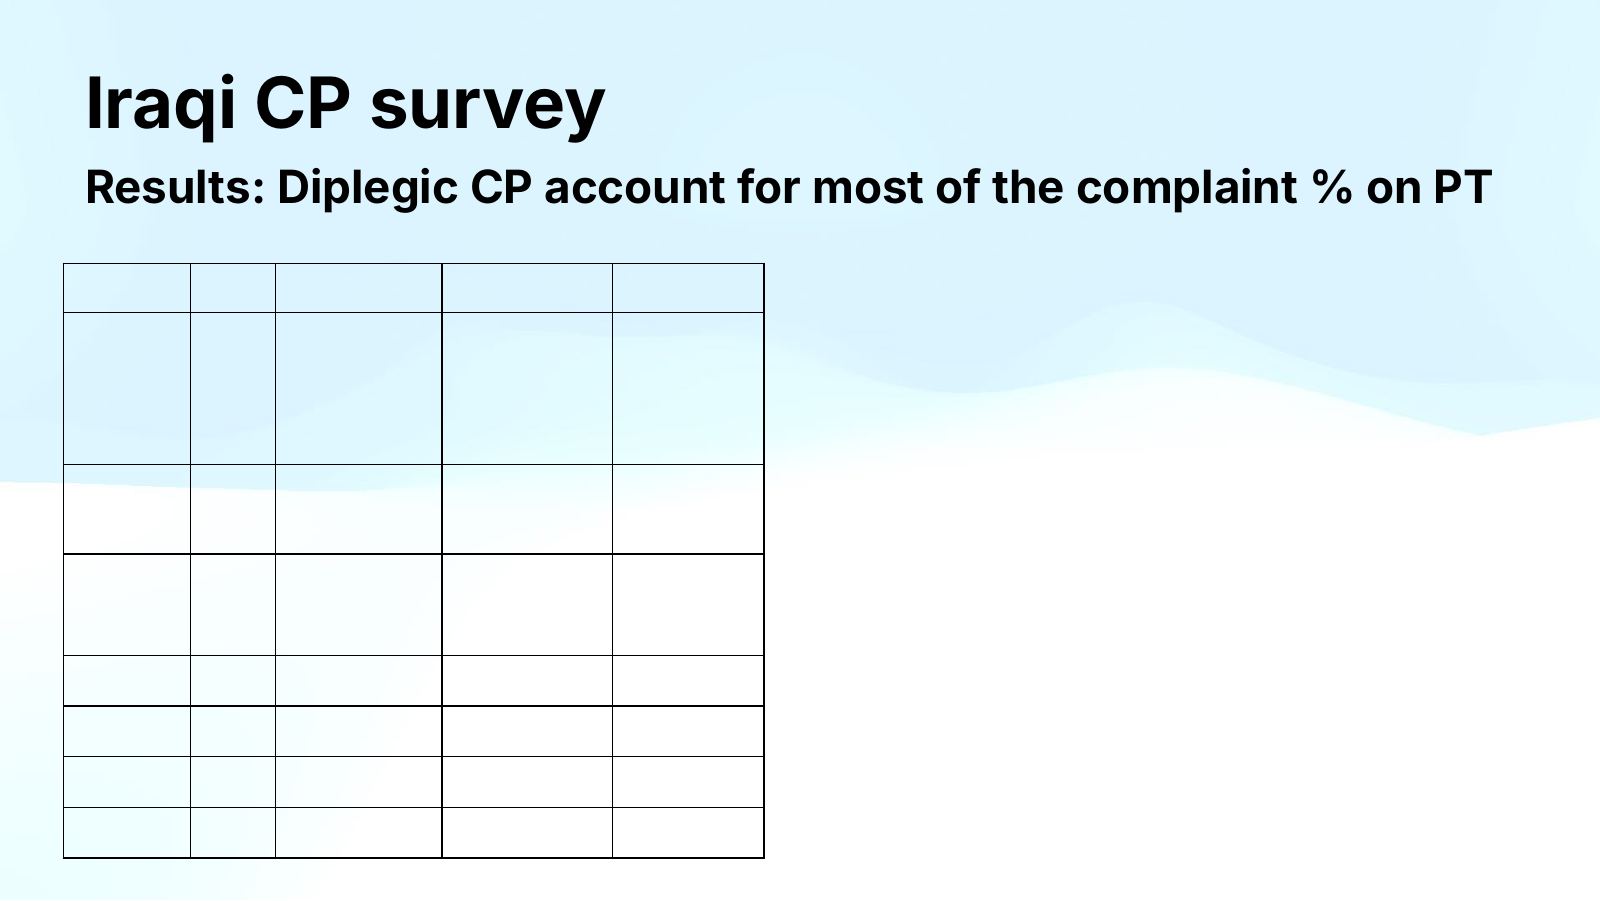 Iraqi CP survey
Results: Diplegic CP account for most of the complaint % on PT